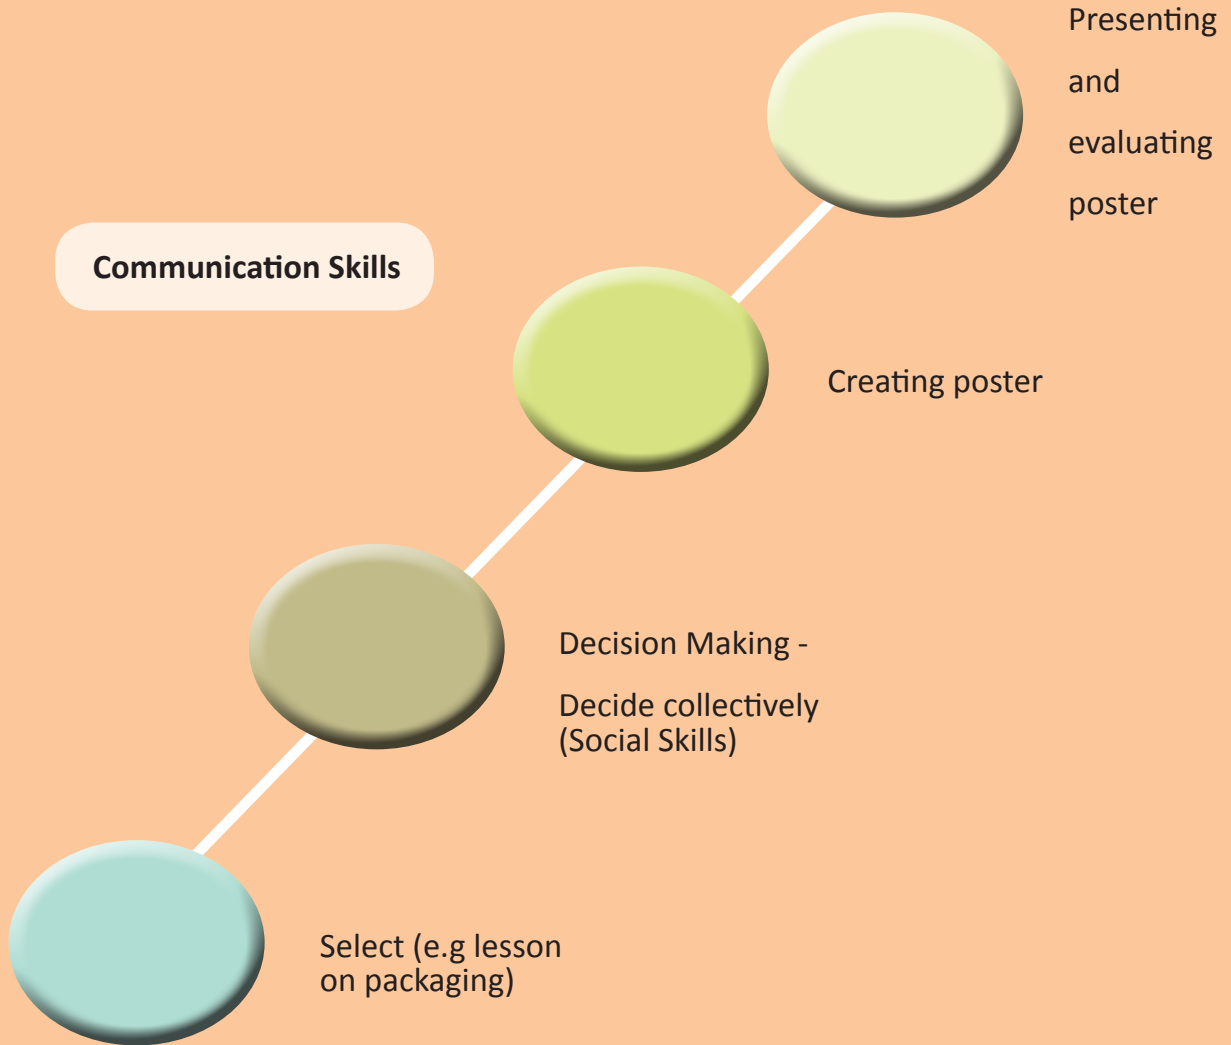 Presenting
and
evaluating
poster
Communication Skills
Creating poster
Decision Making -
Decide collectively
(Social Skills)
Select (e.g lesson
on packaging)